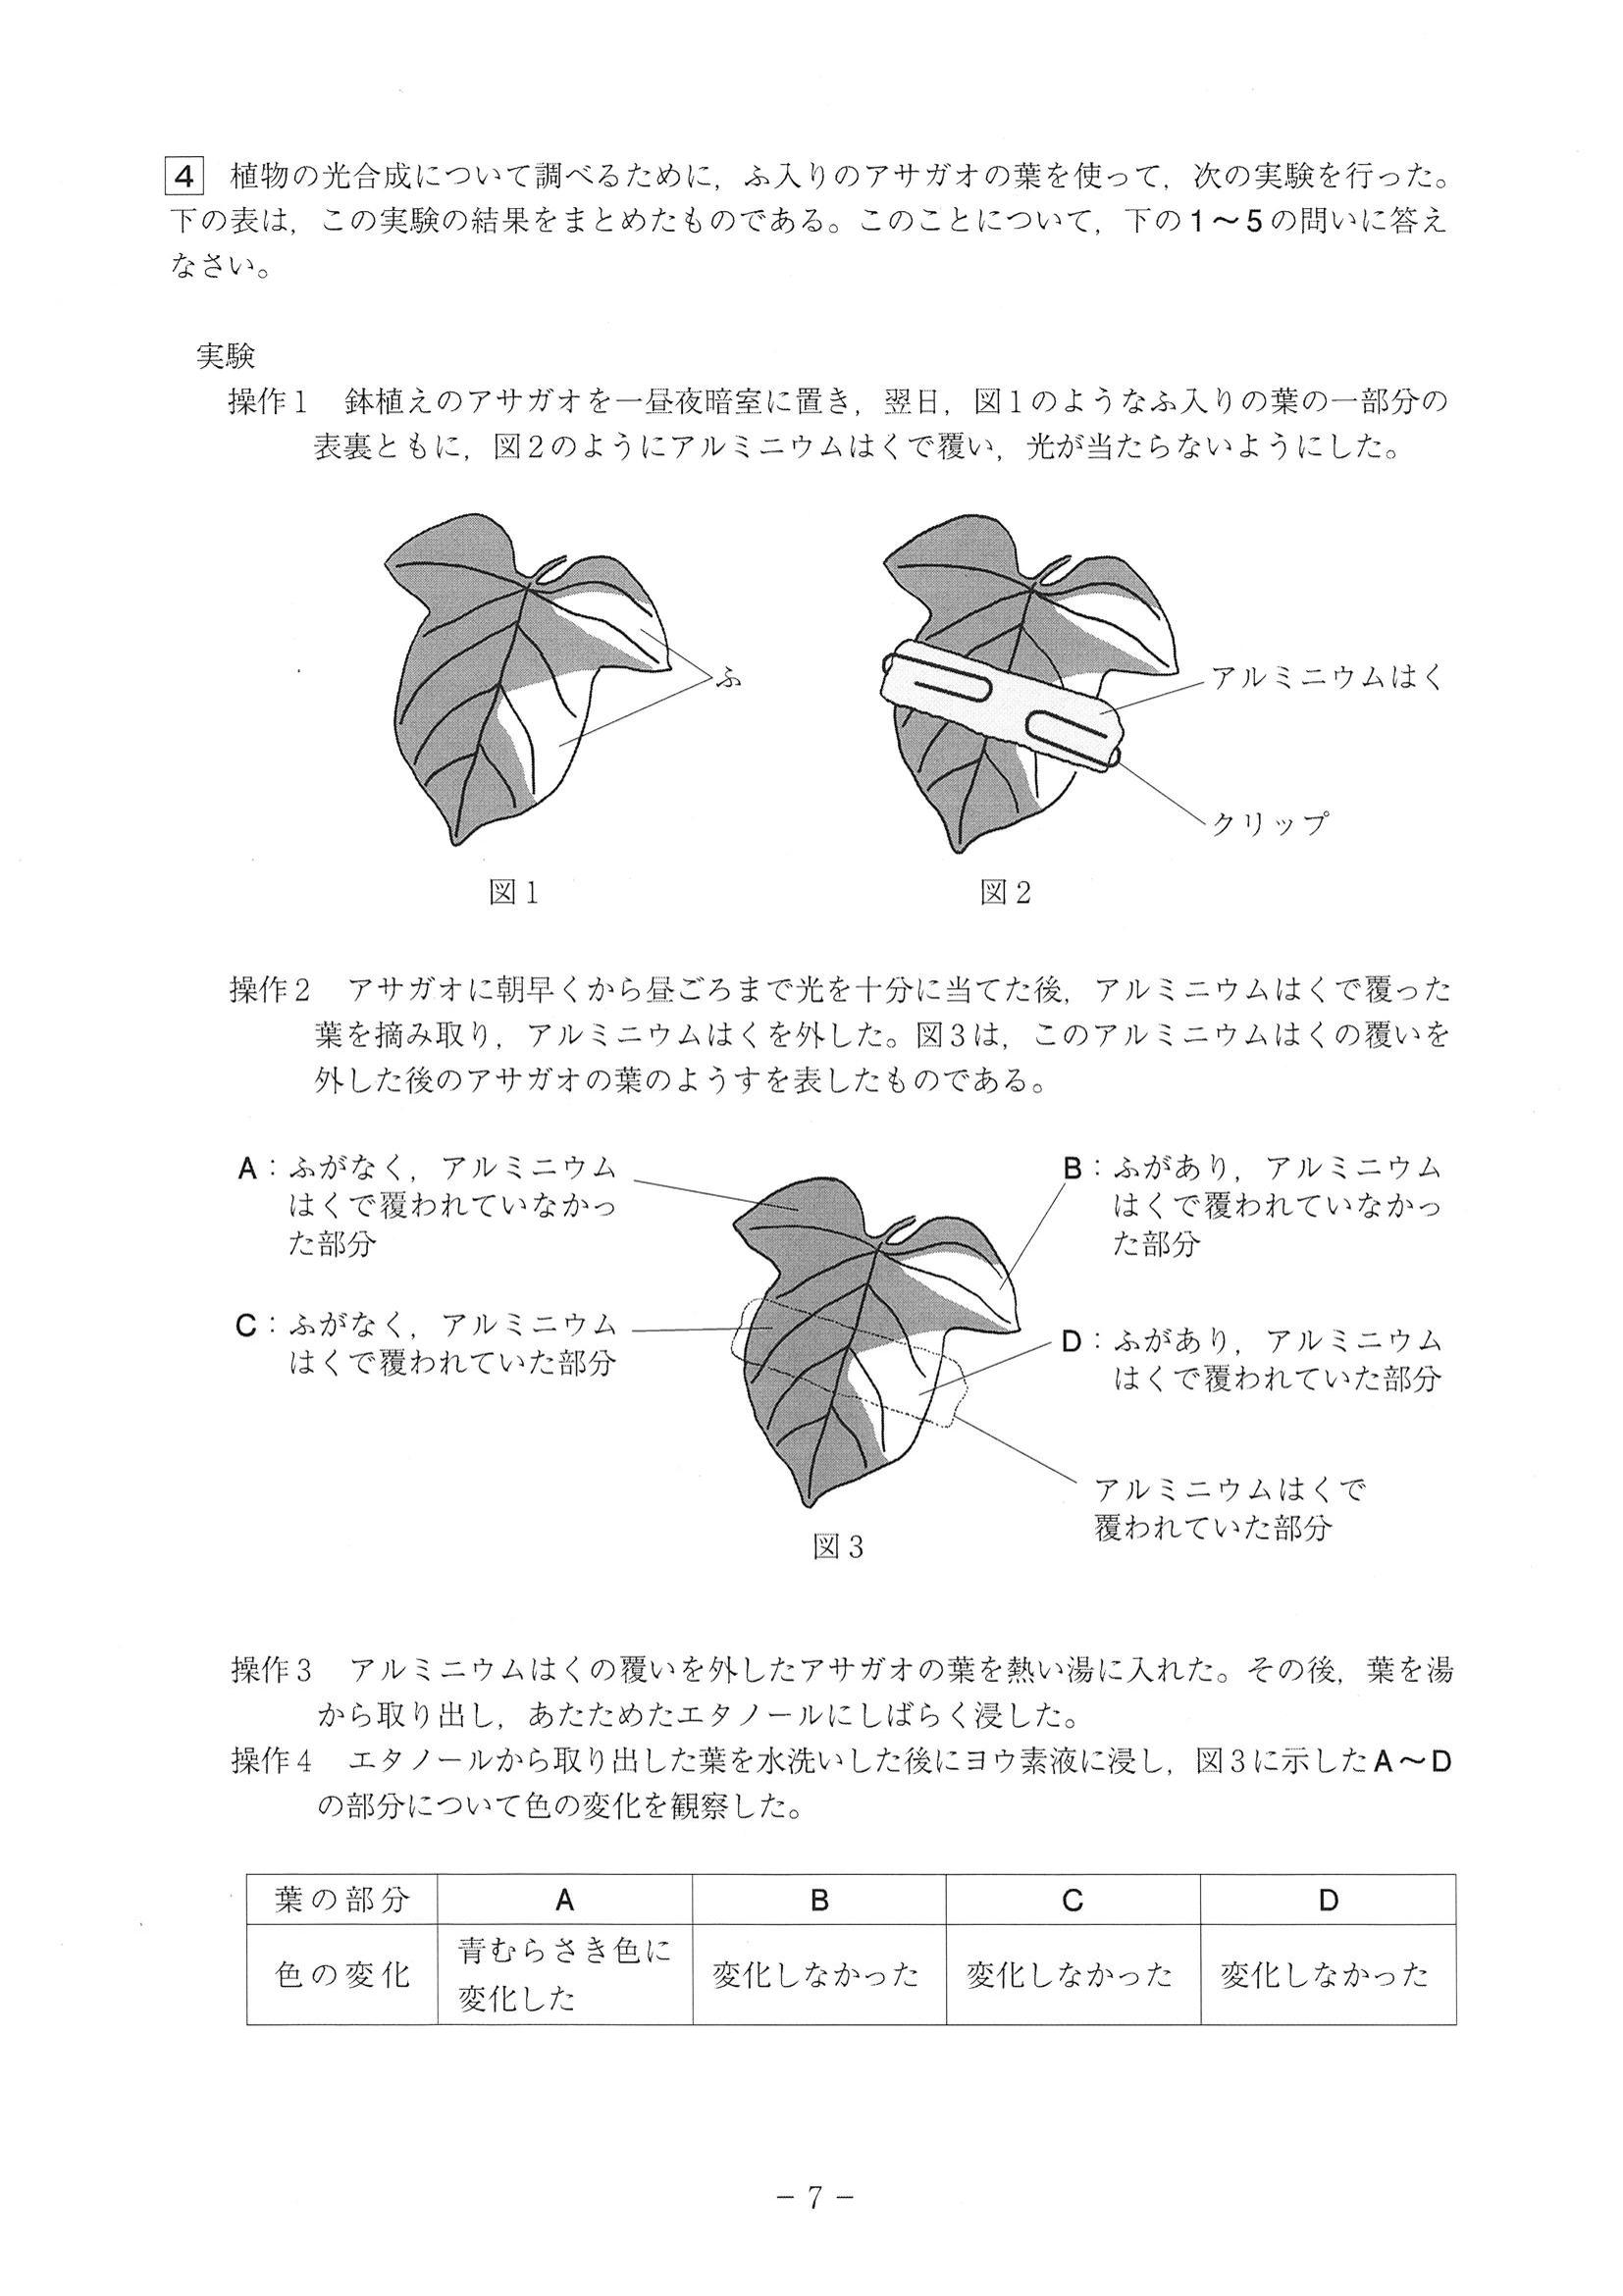 4 植物の光合成について調べるために，ふ入りのアサガオの葉を使って，次の実験を行った。
下の表は，この実験の結果をまとめたものである。このことについて，下の1～5の問いに答え
なさい。
実験
操作1 鉢植えのアサガオを一昼夜暗室に置き，翌日，図1のようなふ入りの葉の一部分の
表裏ともに，図2のようにアルミニウムはくで覆い，光が当たらないようにした。
ふ
アルミニウムはく
クリップ
図1
図2
操作2 アサガオに朝早くから昼ごろまで光を十分に当てた後，アルミニウムはくで覆った
葉を摘み取り，アルミニウムはくを外した。図3は，このアルミニウムはくの覆いを
外した後のアサガオの葉のようすを表したものである。
A：ふがなく，アルミニウム
はくで覆われていなかっ
た部分
B：ふがあり，アルミニウム
はくで覆われていなかっ
た部分
C：ふがなく，アルミニウム
はくで覆われていた部分
D：ふがあり，アルミニウム
はくで覆われていた部分
アルミニウムはくで
覆われていた部分
図3
操作3 アルミニウムはくの覆いを外したアサガオの葉を熱い湯に入れた。その後，葉を湯
から取り出し，あたためたエタノールにしばらく浸した。
操作4 エタノールから取り出した葉を水洗いした後にヨウ素液に浸し，図3に示したA～D
の部分について色の変化を観察した。
葉の部分 A B C D
色の変化 青むらさき色に変化した 変化しなかった 変化しなかった 変化しなかった
－7－